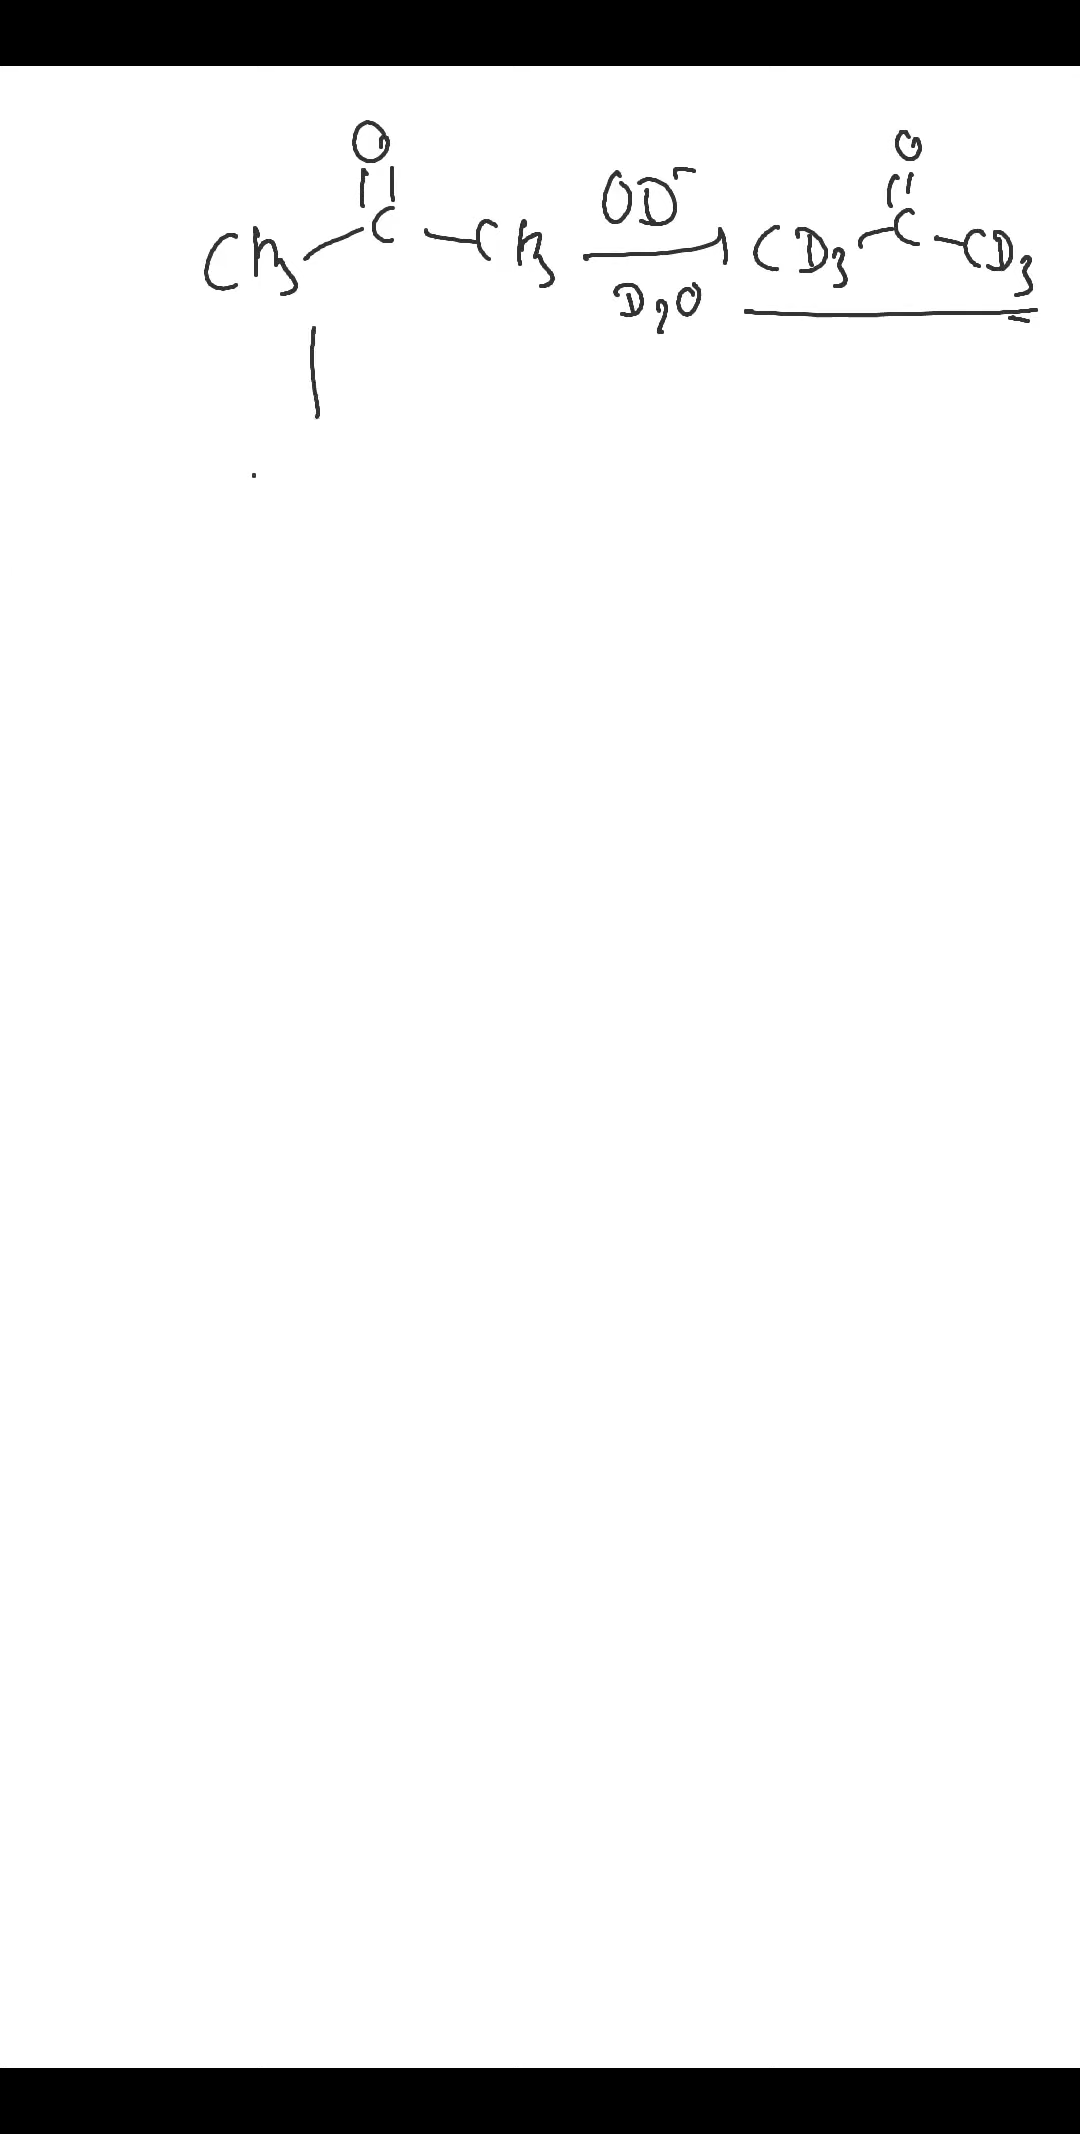 O O
|| OD⁻ ||
CH₃—C—CH₃ ⟶ CD₃—C—CD₃
D₂O